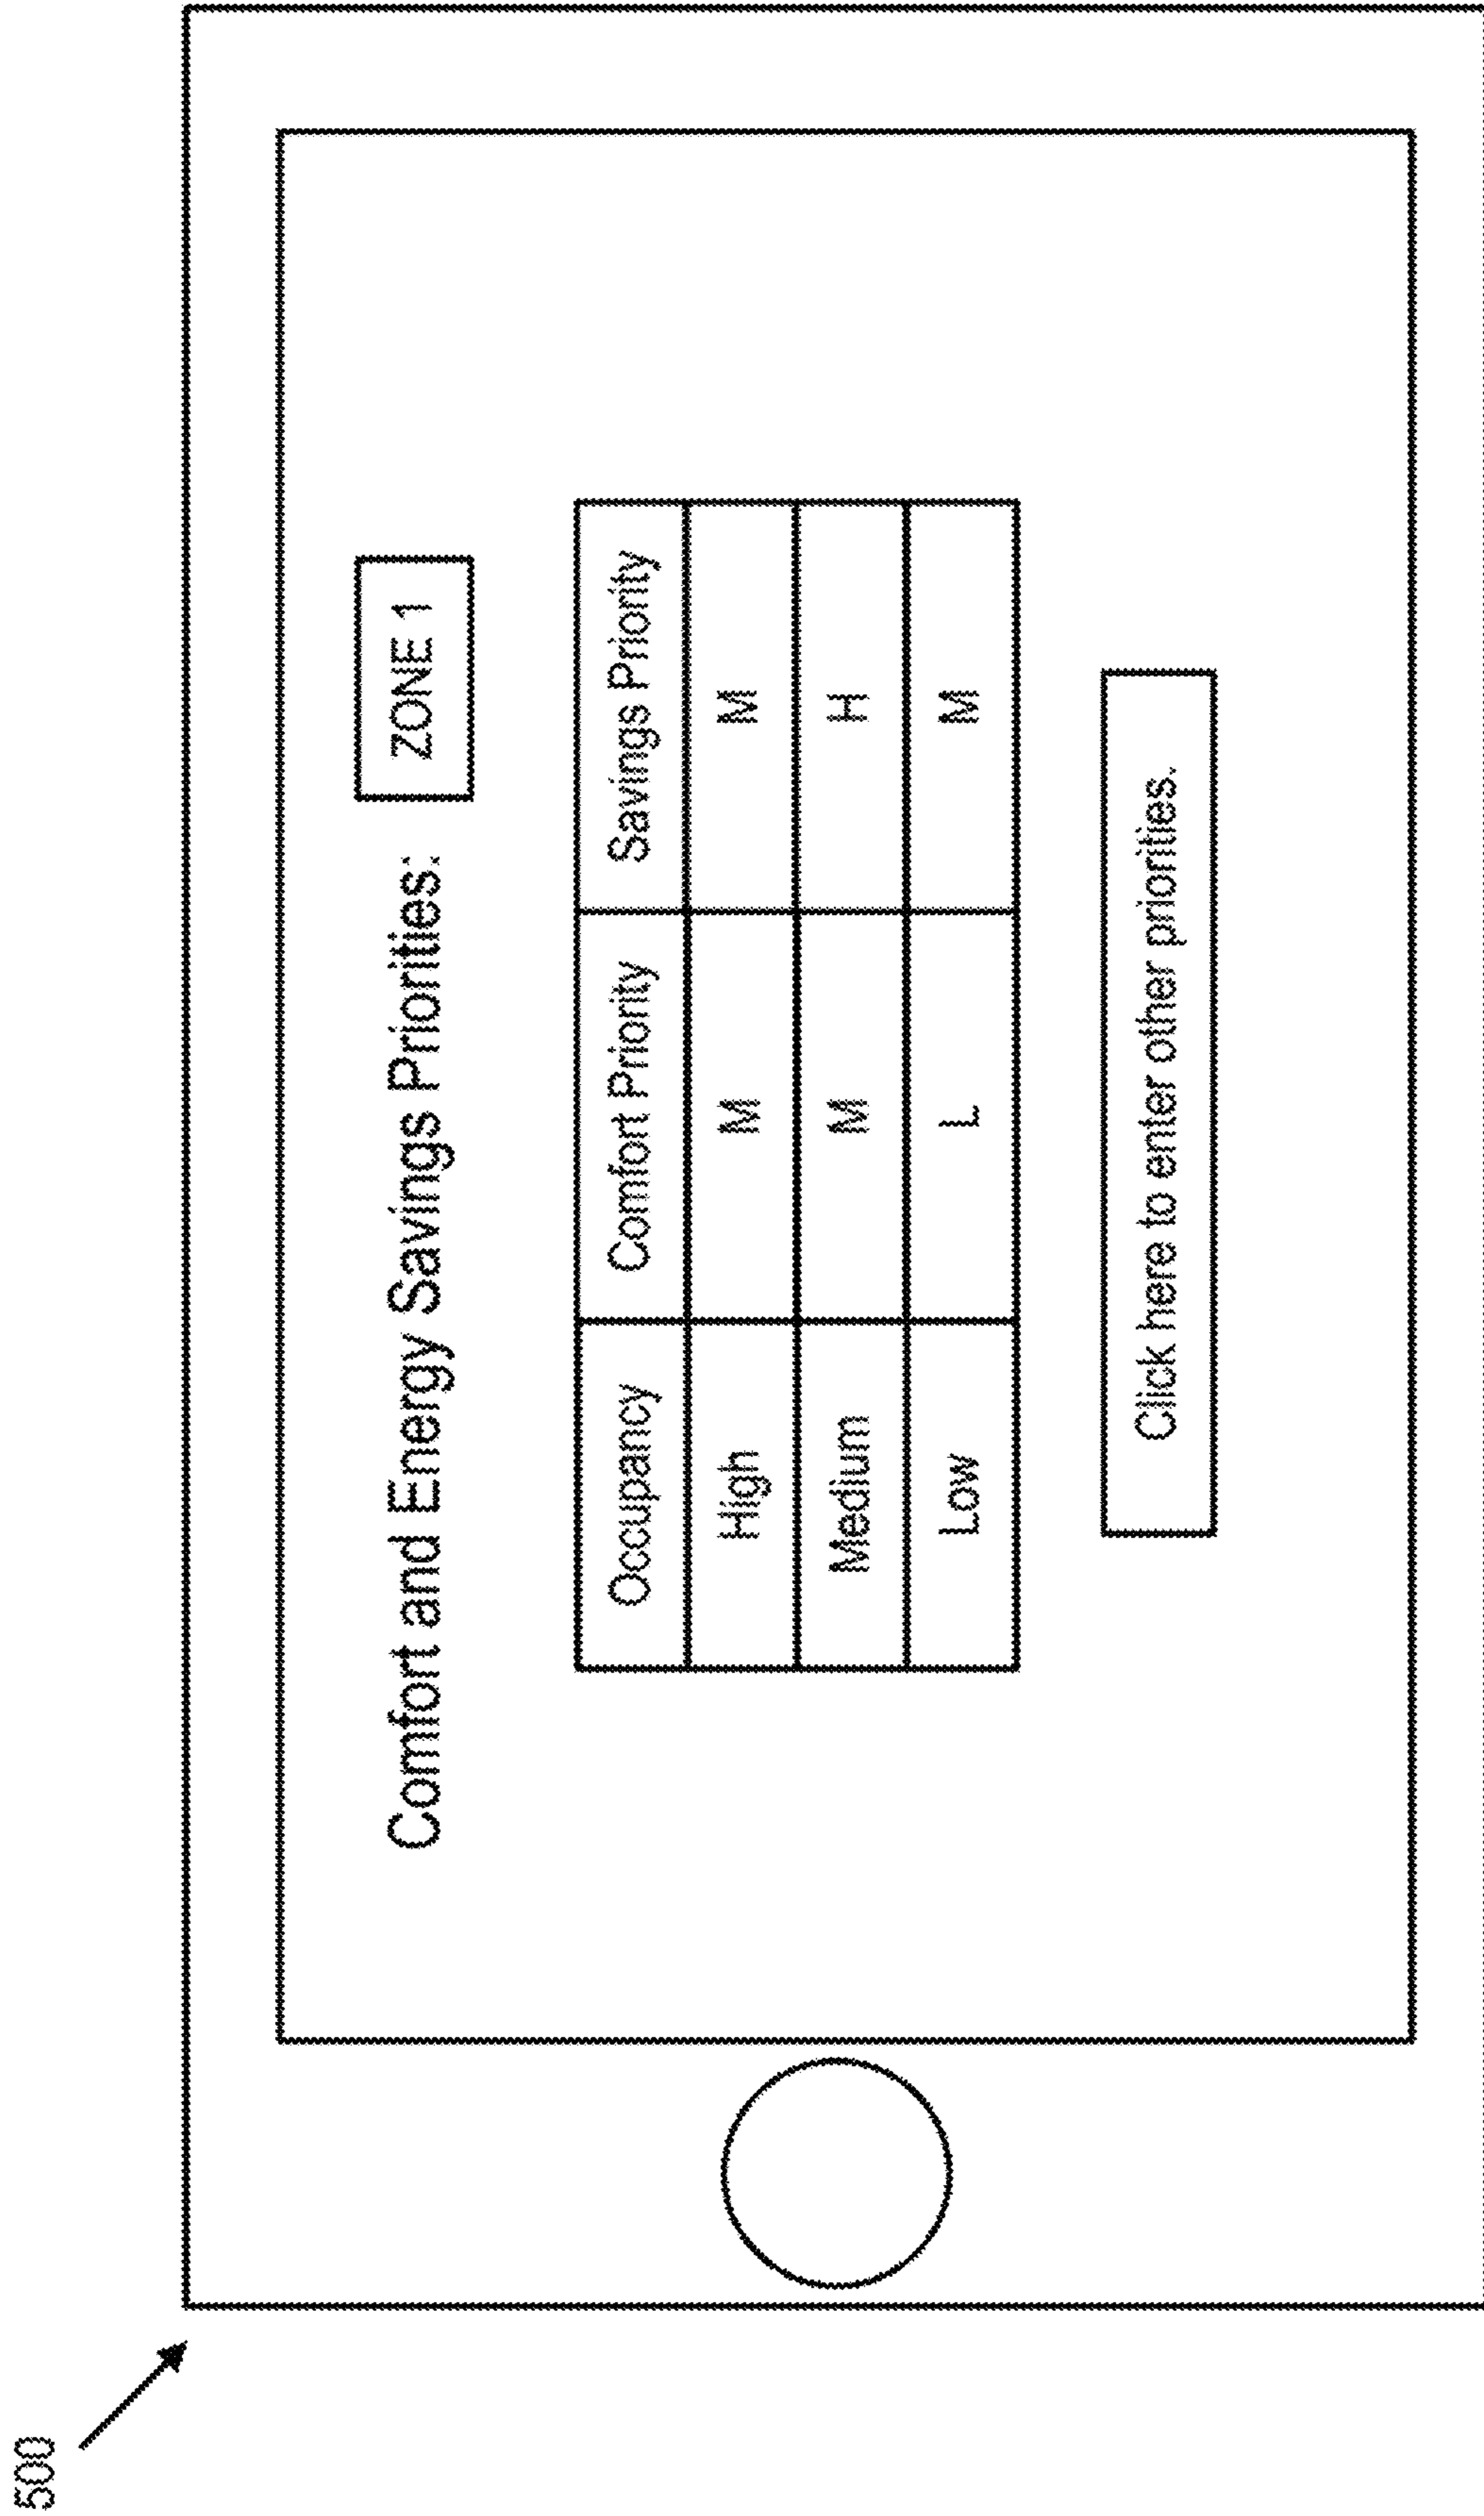 500
Comfort and Energy Savings Priorities: ZONE 1
Occupancy Comfort Priority Savings Priority
High M M
Medium M H
Low L M
Click here to enter other priorities.